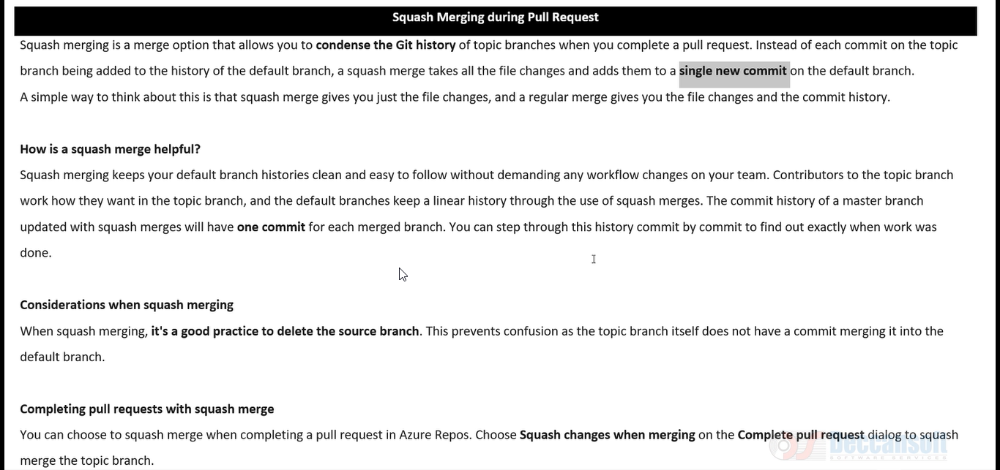 Squash Merging during Pull Request
Squash merging is a merge option that allows you to condense the Git history of topic branches when you complete a pull request. Instead of each commit on the topic
branch being added to the history of the default branch, a squash merge takes all the file changes and adds them to a single new commit on the default branch.
A simple way to think about this is that squash merge gives you just the file changes, and a regular merge gives you the file changes and the commit history.
How is a squash merge helpful?
Squash merging keeps your default branch histories clean and easy to follow without demanding any workflow changes on your team. Contributors to the topic branch
work how they want in the topic branch, and the default branches keep a linear history through the use of squash merges. The commit history of a master branch
updated with squash merges will have one commit for each merged branch. You can step through this history commit by commit to find out exactly when work was
done.
Considerations when squash merging
When squash merging, it's a good practice to delete the source branch. This prevents confusion as the topic branch itself does not have a commit merging it into the
default branch.
Completing pull requests with squash merge
You can choose to squash merge when completing a pull request in Azure Repos. Choose Squash changes when merging on the Complete pull request dialog to squash
merge the topic branch.
Deccansoft
SOFTWARE SERVICES